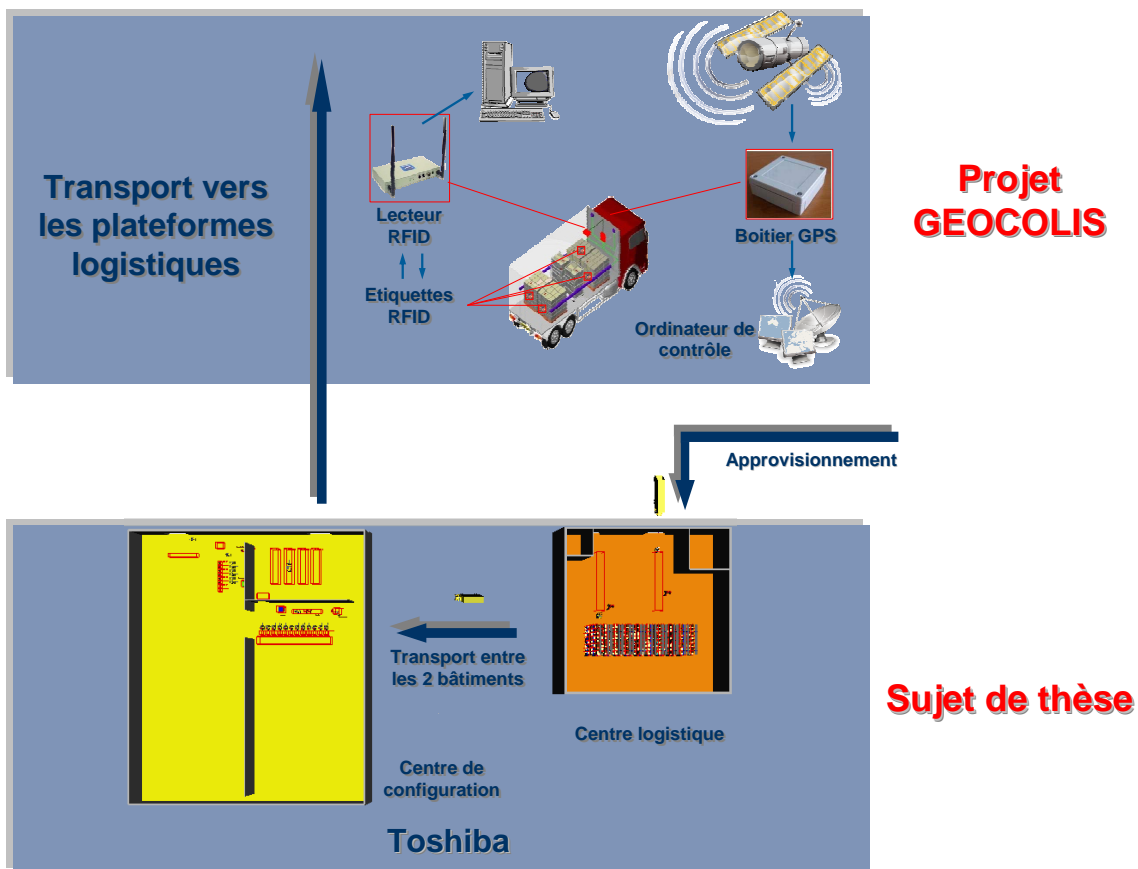 Transport vers
les plateformes
logistiques
Lecteur
RFID
Etiquettes
RFID
Boitier GPS
Ordinateur de
contrôle
Projet
GEOCOLIS
Approvisionnement
Transport entre
les 2 bâtiments
Centre logistique
Centre de
configuration
Toshiba
Sujet de thèse